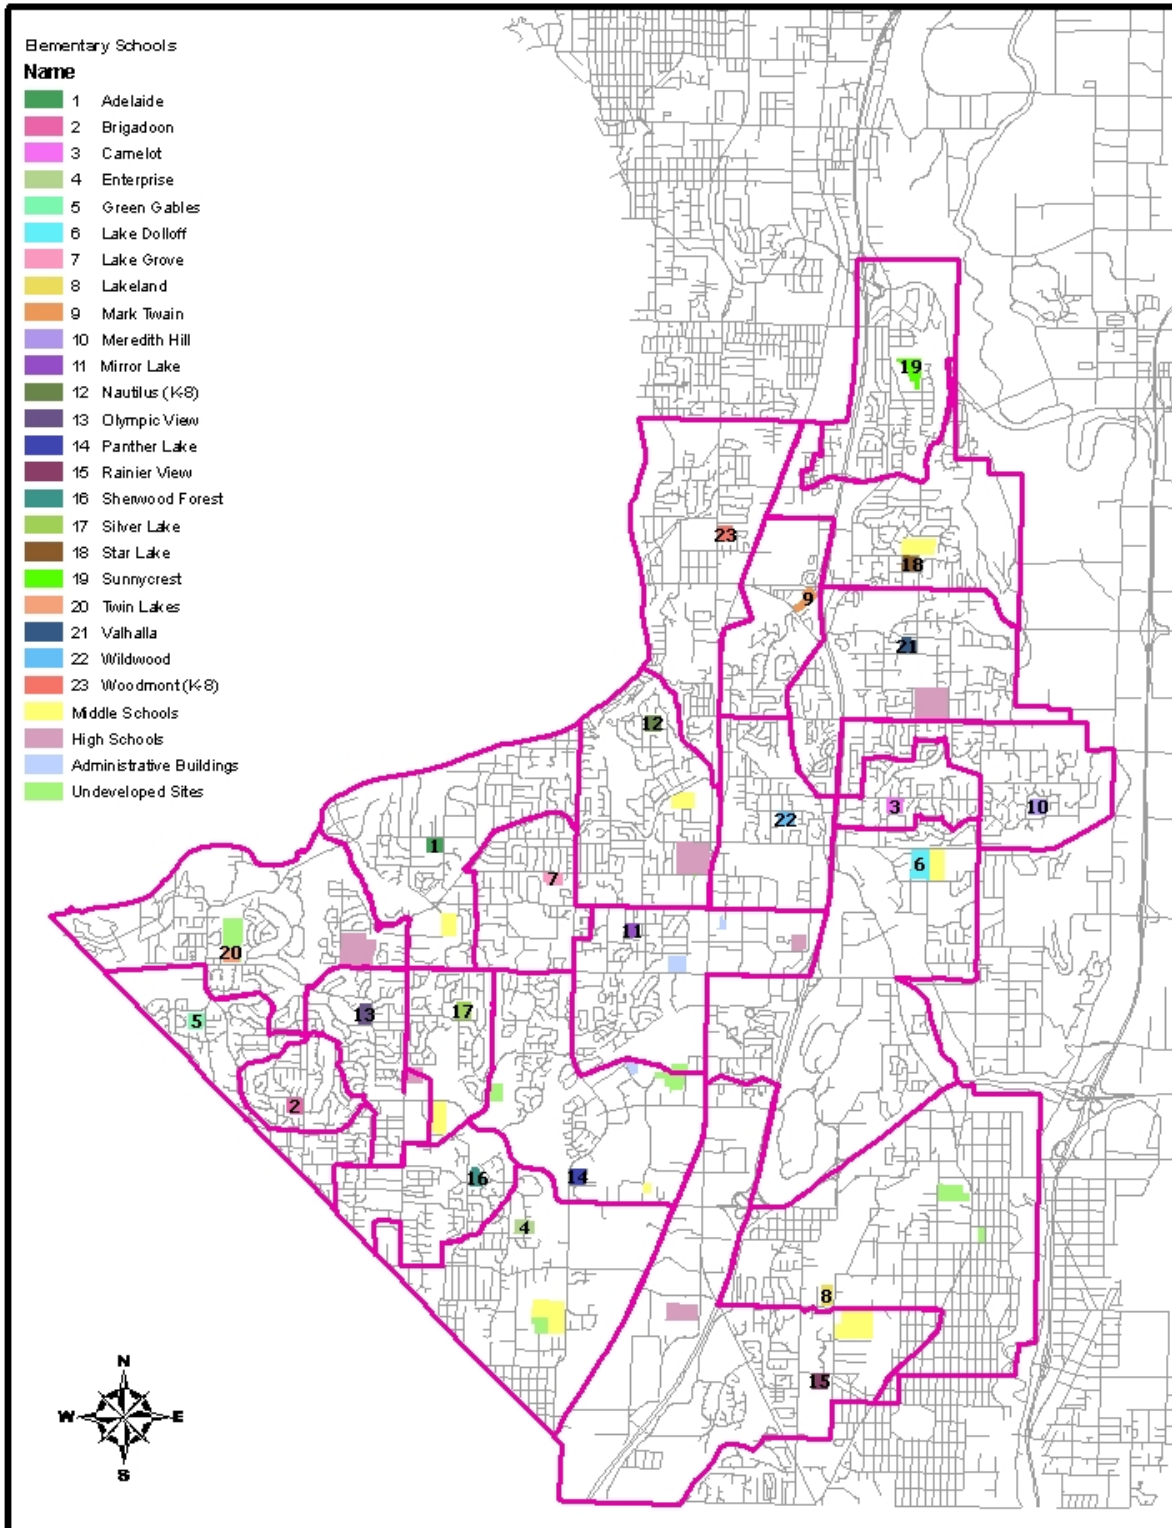 Elementary Schools
Name
1 Adelaide
2 Brigadoon
3 Camelot
4 Enterprise
5 Green Gables
6 Lake Dolloff
7 Lake Grove
8 Lakeland
9 Mark Twain
10 Meredith Hill
11 Mirror Lake
12 Nautilus (K-8)
13 Olympic View
14 Panther Lake
15 Rainier View
16 Sherwood Forest
17 Silver Lake
18 Star Lake
19 Sunnycrest
20 Twin Lakes
21 Valhalla
22 Wildwood
23 Woodmont (K-8)
Middle Schools
High Schools
Administrative Buildings
Undeveloped Sites
19
23
18
9
21
12
3
10
22
1
7
6
11
20
13
17
5
2
16
14
4
8
15
N
W E
S